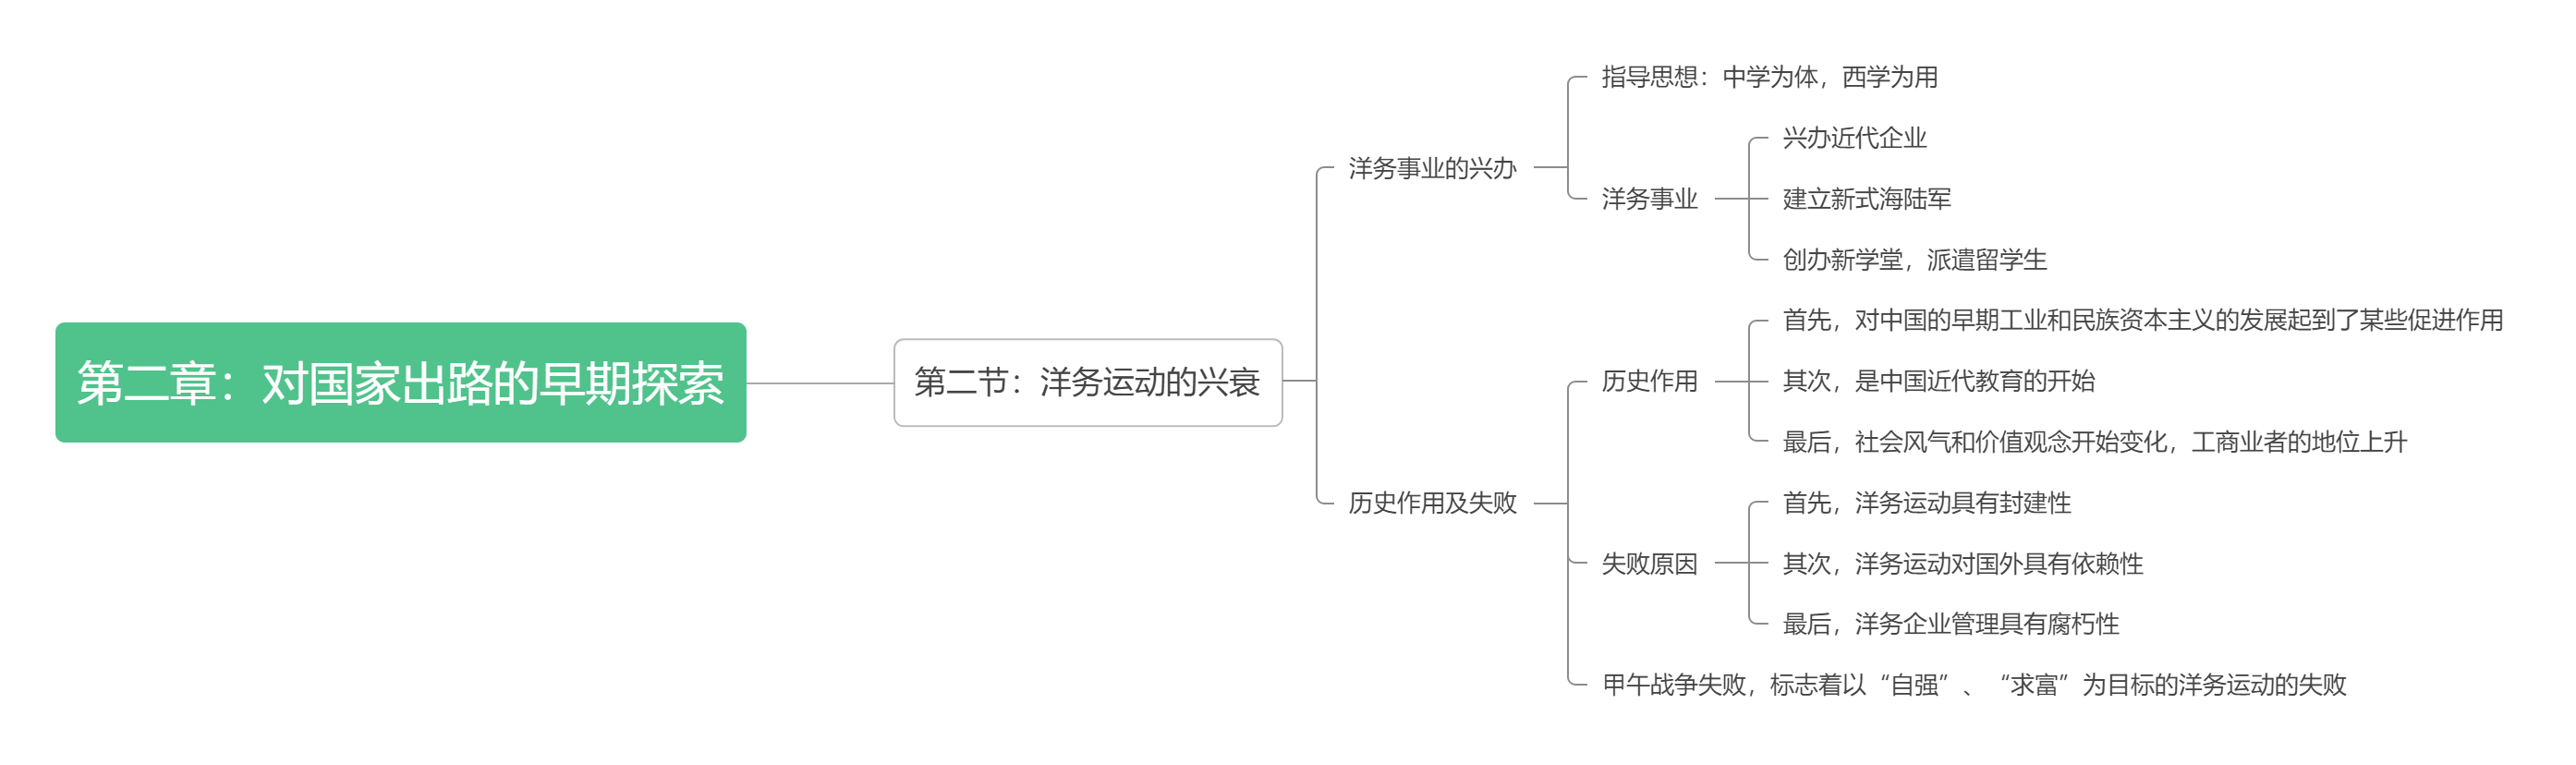 第二章：对国家出路的早期探索
第二节：洋务运动的兴衰
洋务事业的兴办
指导思想：中学为体，西学为用
洋务事业
兴办近代企业
建立新式海陆军
创办新学堂，派遣留学生
历史作用及失败
历史作用
首先，对中国的早期工业和民族资本主义的发展起到了某些促进作用
其次，是中国近代教育的开始
最后，社会风气和价值观念开始变化，工商业者的地位上升
失败原因
首先，洋务运动具有封建性
其次，洋务运动对国外具有依赖性
最后，洋务企业管理具有腐朽性
甲午战争失败，标志着以“自强”、“求富”为目标的洋务运动的失败